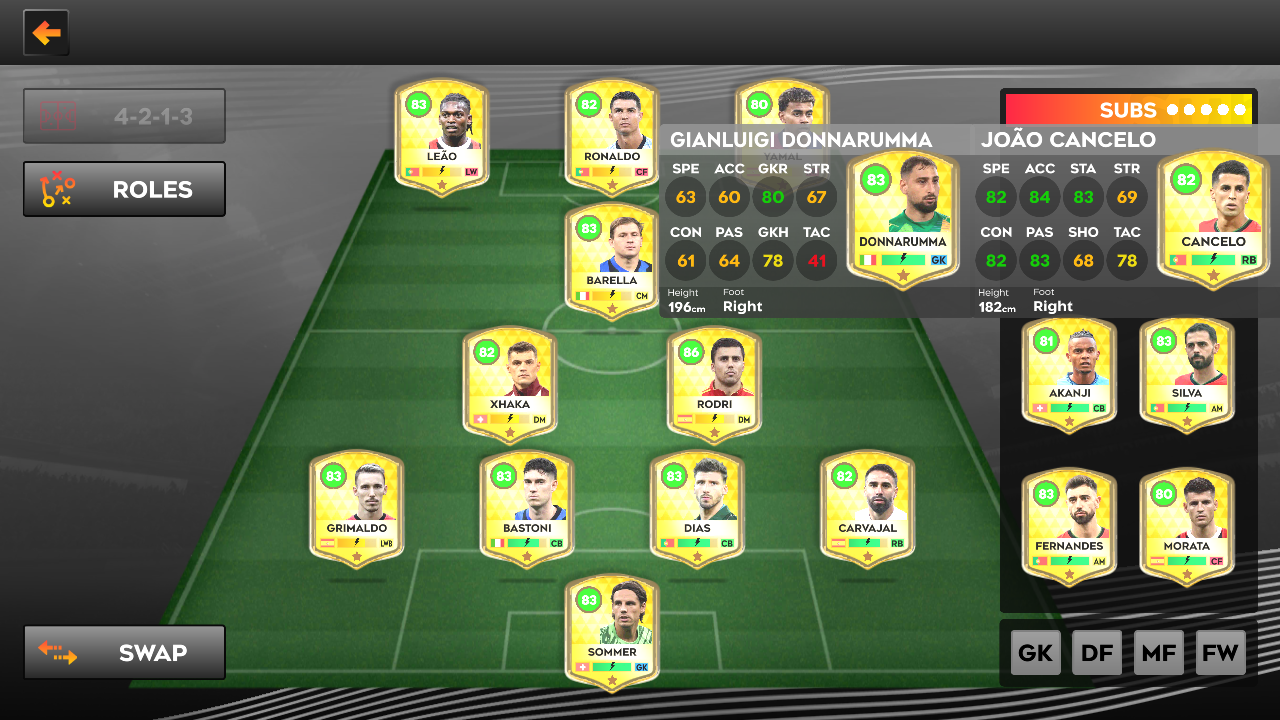 4-2-1-3
ROLES
SWAP
83
LEÃO
LW
82
RONALDO
CF
80
YAMAL
83
BARELLA
CM
82
XHAKA
DM
86
RODRI
DM
83
GRIMALDO
LWB
83
BASTONI
CB
83
DIAS
CB
82
CARVAJAL
RB
83
SOMMER
GK
SUBS
GIANLUIGI DONNARUMMA
SPE ACC GKR STR
63 60 80 67
CON PAS GKH TAC
61 64 78 41
Height Foot
196cm Right
83
DONNARUMMA
GK
JOÃO CANCELO
SPE ACC STA STR
82 84 83 69
CON PAS SHO TAC
82 83 68 78
Height Foot
182cm Right
82
CANCELO
RB
81
AKANJI
CB
83
SILVA
AM
83
FERNANDES
AM
80
MORATA
CF
GK DF MF FW